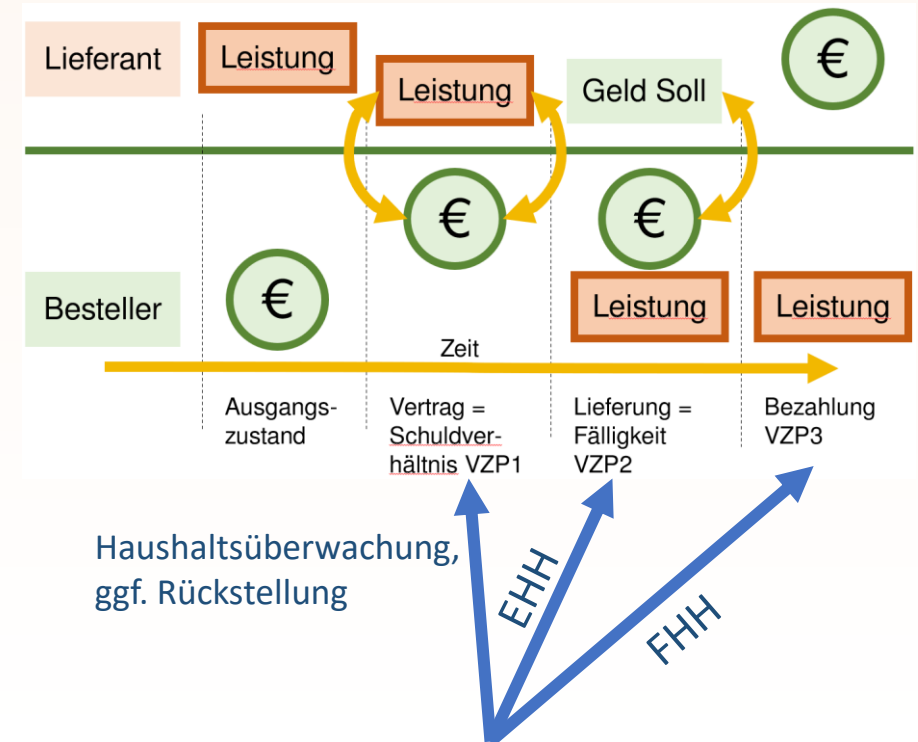 Lieferant
Leistung
Leistung
Geld Soll
€
€
€
€
Besteller
Leistung
Leistung
Zeit
Ausgangs-
zustand
Vertrag =
Schuldver-
hältnis VZP1
Lieferung =
Fälligkeit
VZP2
Bezahlung
VZP3
Haushaltsüberwachung,
ggf. Rückstellung
EHH
FHH